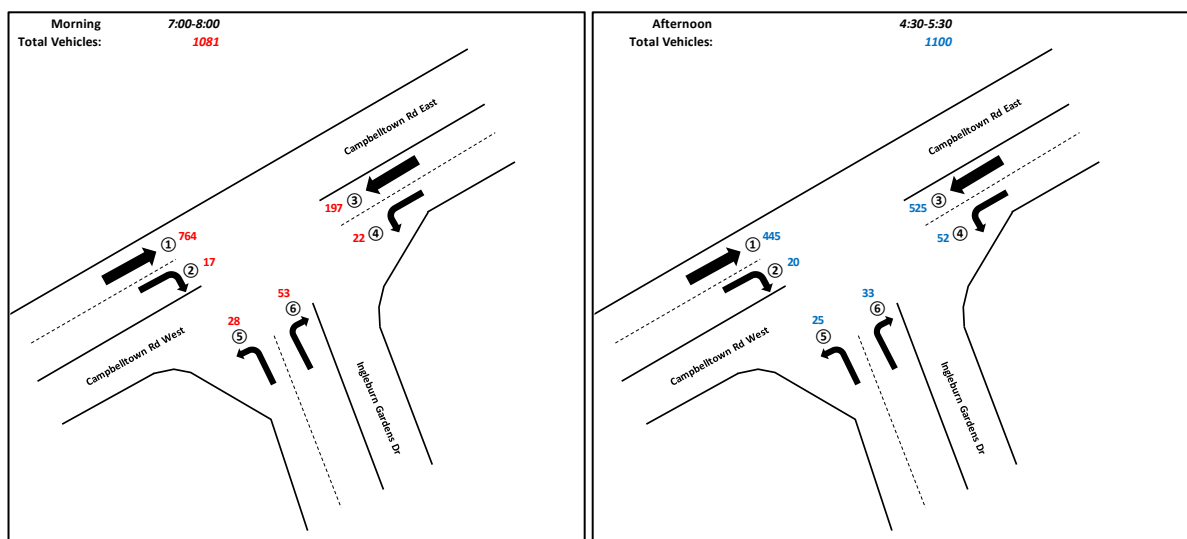 Morning 7:00-8:00
Total Vehicles: 1081
Campbelltown Rd East
3
197
4
22
1 764
2 17
53
6
28
5
Campbelltown Rd West
Ingleburn Gardens Dr
Afternoon 4:30-5:30
Total Vehicles: 1100
Campbelltown Rd East
3
525
4
52
1 445
2 20
33
6
25
5
Campbelltown Rd West
Ingleburn Gardens Dr